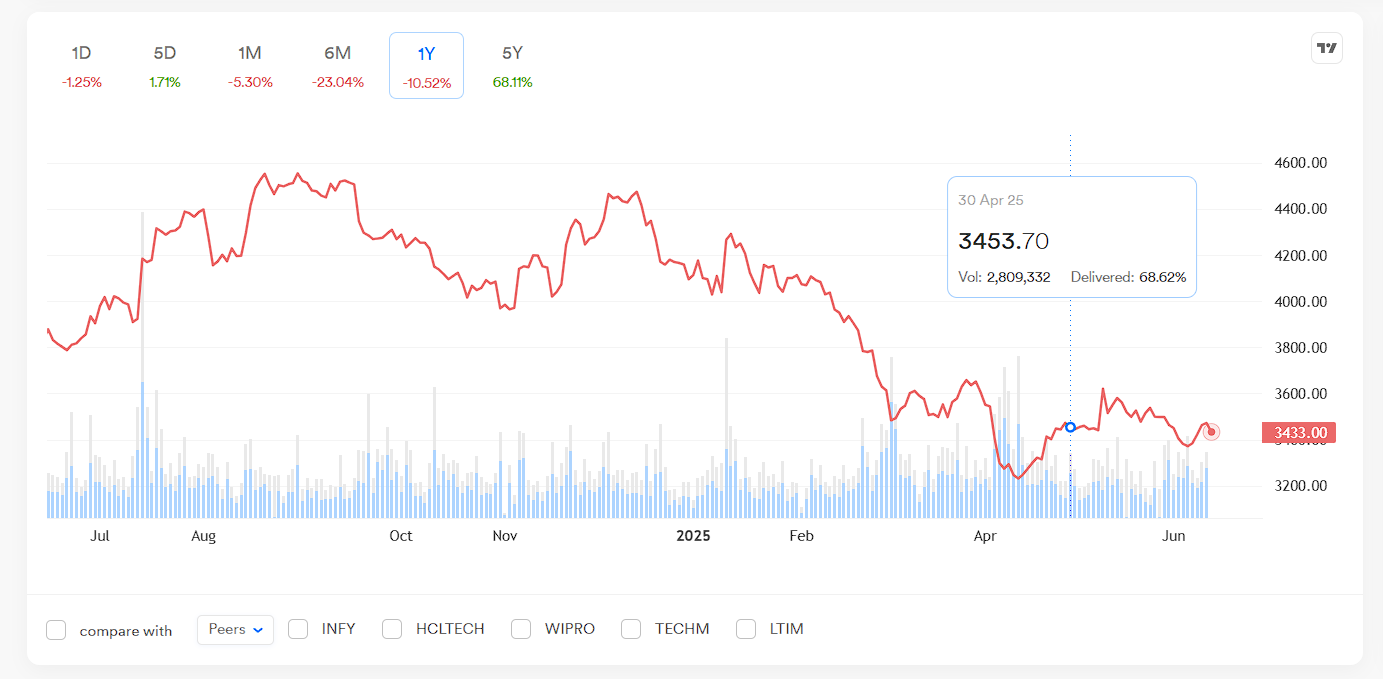 1D 5D 1M 6M 1Y 5Y
-1.25% 1.71% -5.30% -23.04% -10.52% 68.11%
4600.00
30 Apr 25
4400.00
3453.70
4200.00
Vol: 2,809,332 Delivered: 68.62%
4000.00
3800.00
3600.00
3433.00
3200.00
Jul Aug Oct Nov 2025 Feb Apr Jun
compare with Peers INFY HCLTECH WIPRO TECHM LTIM